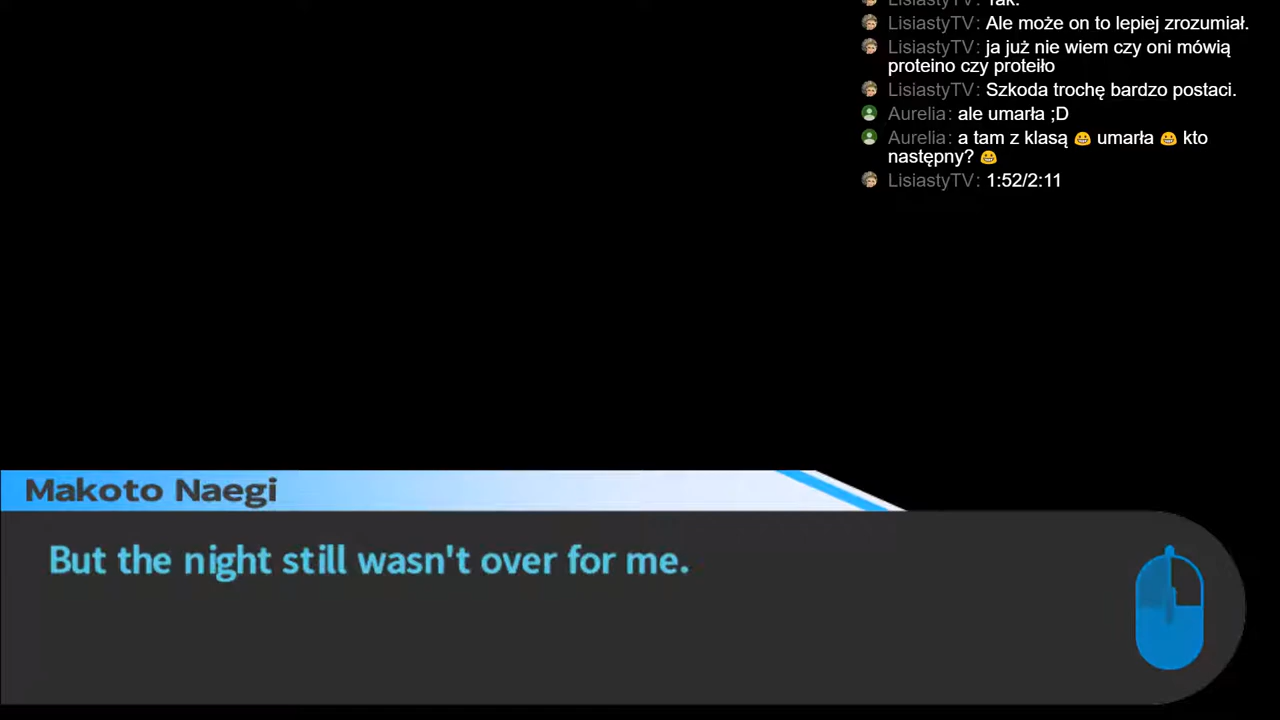 LisiastyTV: Tak.
LisiastyTV: Ale może on to lepiej zrozumiał.
LisiastyTV: ja już nie wiem czy oni mówią
proteino czy proteiło
LisiastyTV: Szkoda trochę bardzo postaci.
Aurelia: ale umarła ;D
Aurelia: a tam z klasą 😀 umarła 😀 kto
następny? 😀
LisiastyTV: 1:52/2:11
Makoto Naegi
But the night still wasn't over for me.